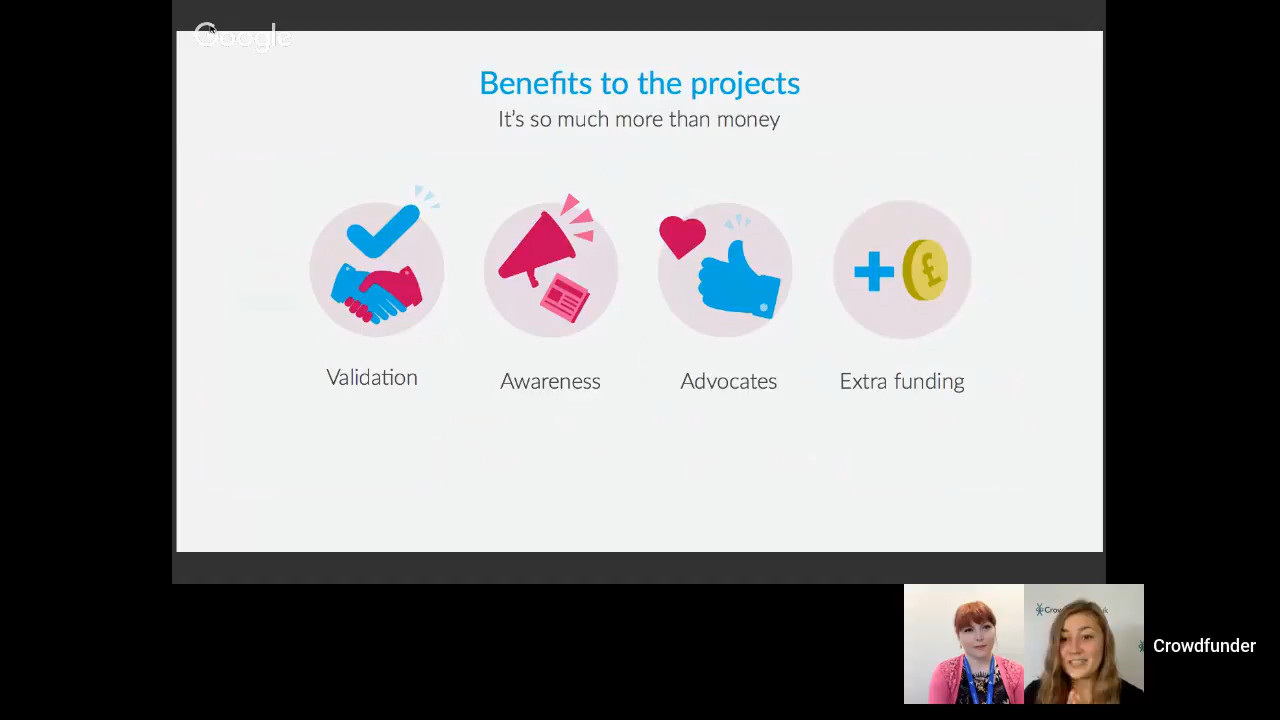 Google
Benefits to the projects
It's so much more than money
£
Validation
Awareness
Advocates
Extra funding
Crowdfunder